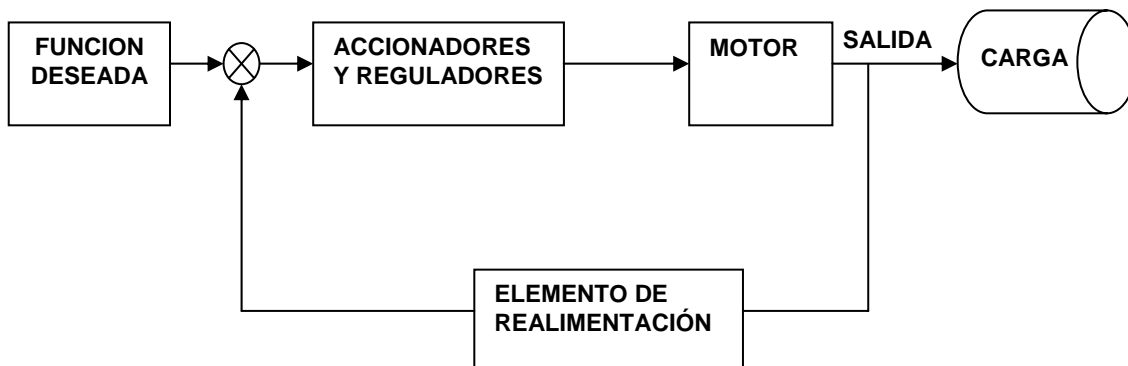 FUNCION
DESEADA
ACCIONADORES
Y REGULADORES
MOTOR
SALIDA
CARGA
ELEMENTO DE
REALIMENTACIÓN